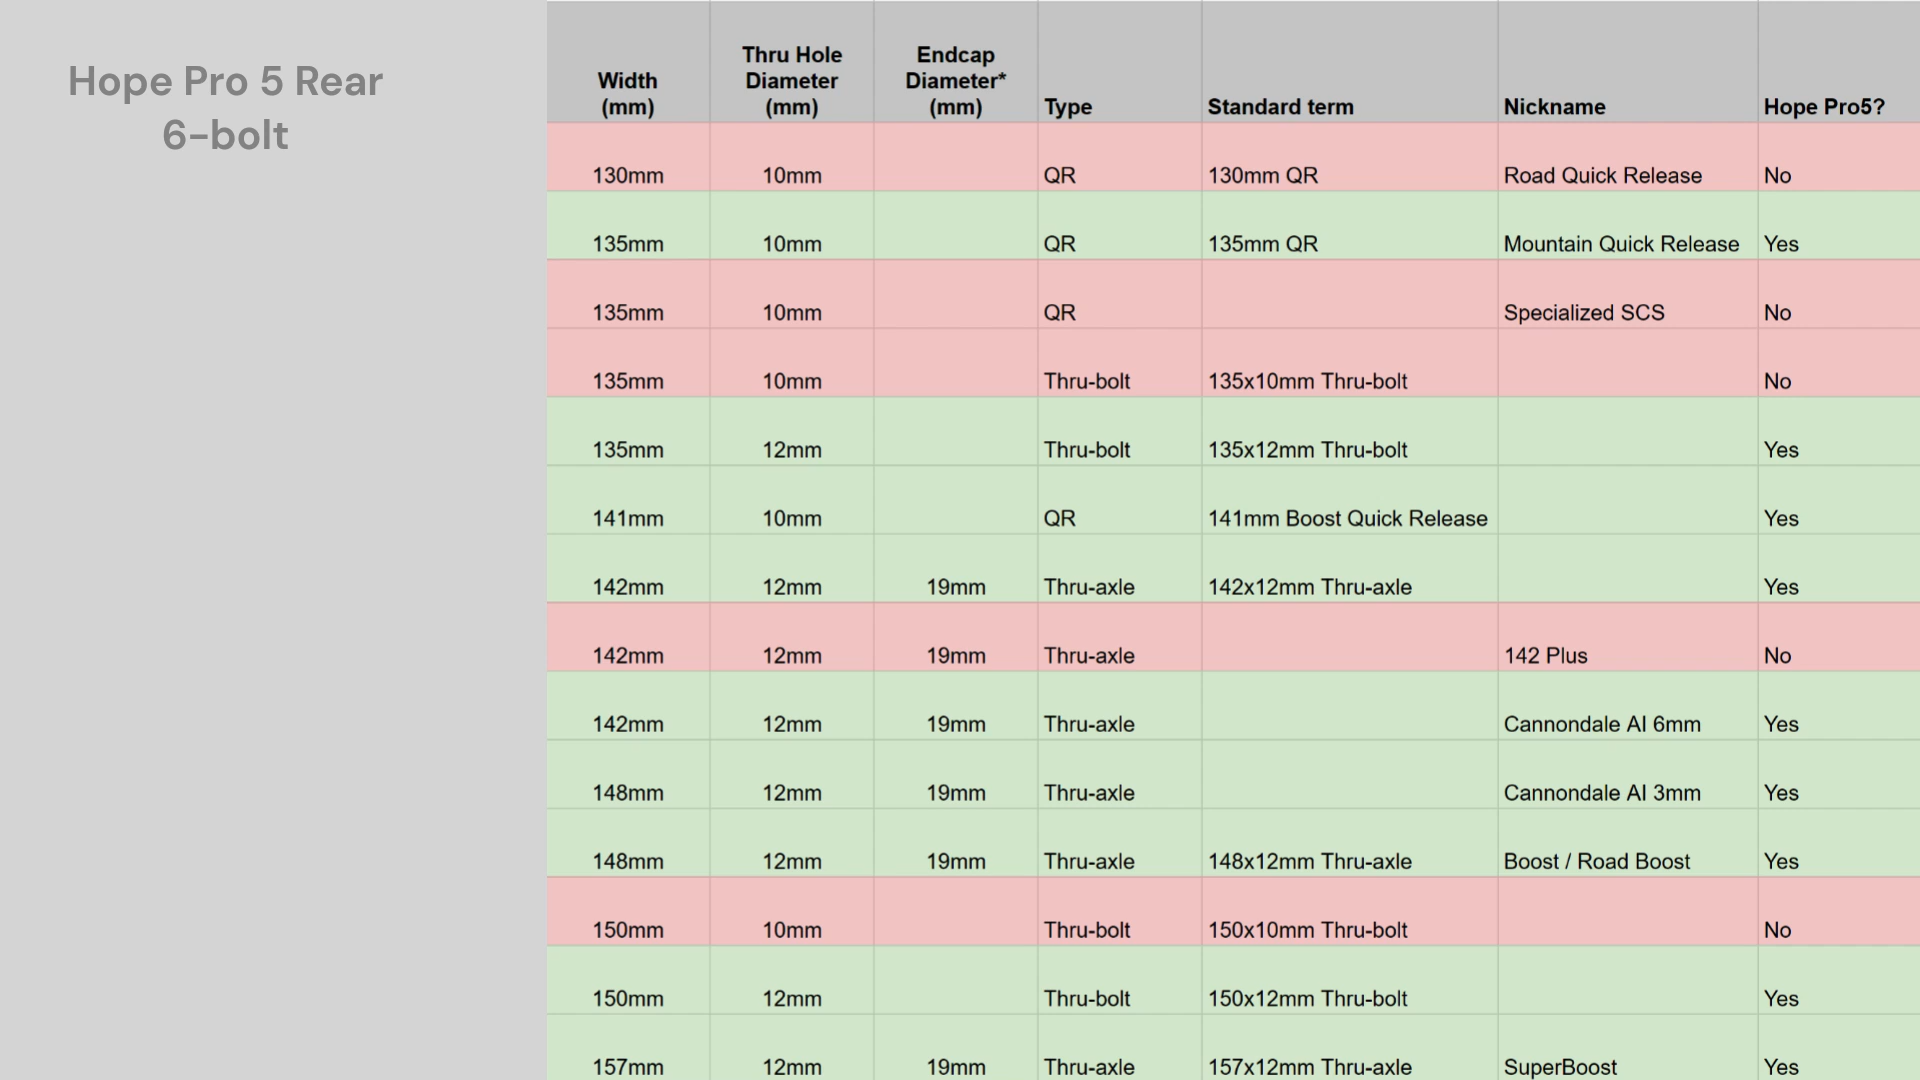 Hope Pro 5 Rear
6-bolt
Width (mm) Thru Hole Diameter (mm) Endcap Diameter* (mm) Type Standard term Nickname Hope Pro5?
130mm 10mm QR 130mm QR Road Quick Release No
135mm 10mm QR 135mm QR Mountain Quick Release Yes
135mm 10mm QR Specialized SCS No
135mm 10mm Thru-bolt 135x10mm Thru-bolt No
135mm 12mm Thru-bolt 135x12mm Thru-bolt Yes
141mm 10mm QR 141mm Boost Quick Release Yes
142mm 12mm 19mm Thru-axle 142x12mm Thru-axle Yes
142mm 12mm 19mm Thru-axle 142 Plus No
142mm 12mm 19mm Thru-axle Cannondale AI 6mm Yes
148mm 12mm 19mm Thru-axle Cannondale AI 3mm Yes
148mm 12mm 19mm Thru-axle 148x12mm Thru-axle Boost / Road Boost Yes
150mm 10mm Thru-bolt 150x10mm Thru-bolt No
150mm 12mm Thru-bolt 150x12mm Thru-bolt Yes
157mm 12mm 19mm Thru-axle 157x12mm Thru-axle SuperBoost Yes